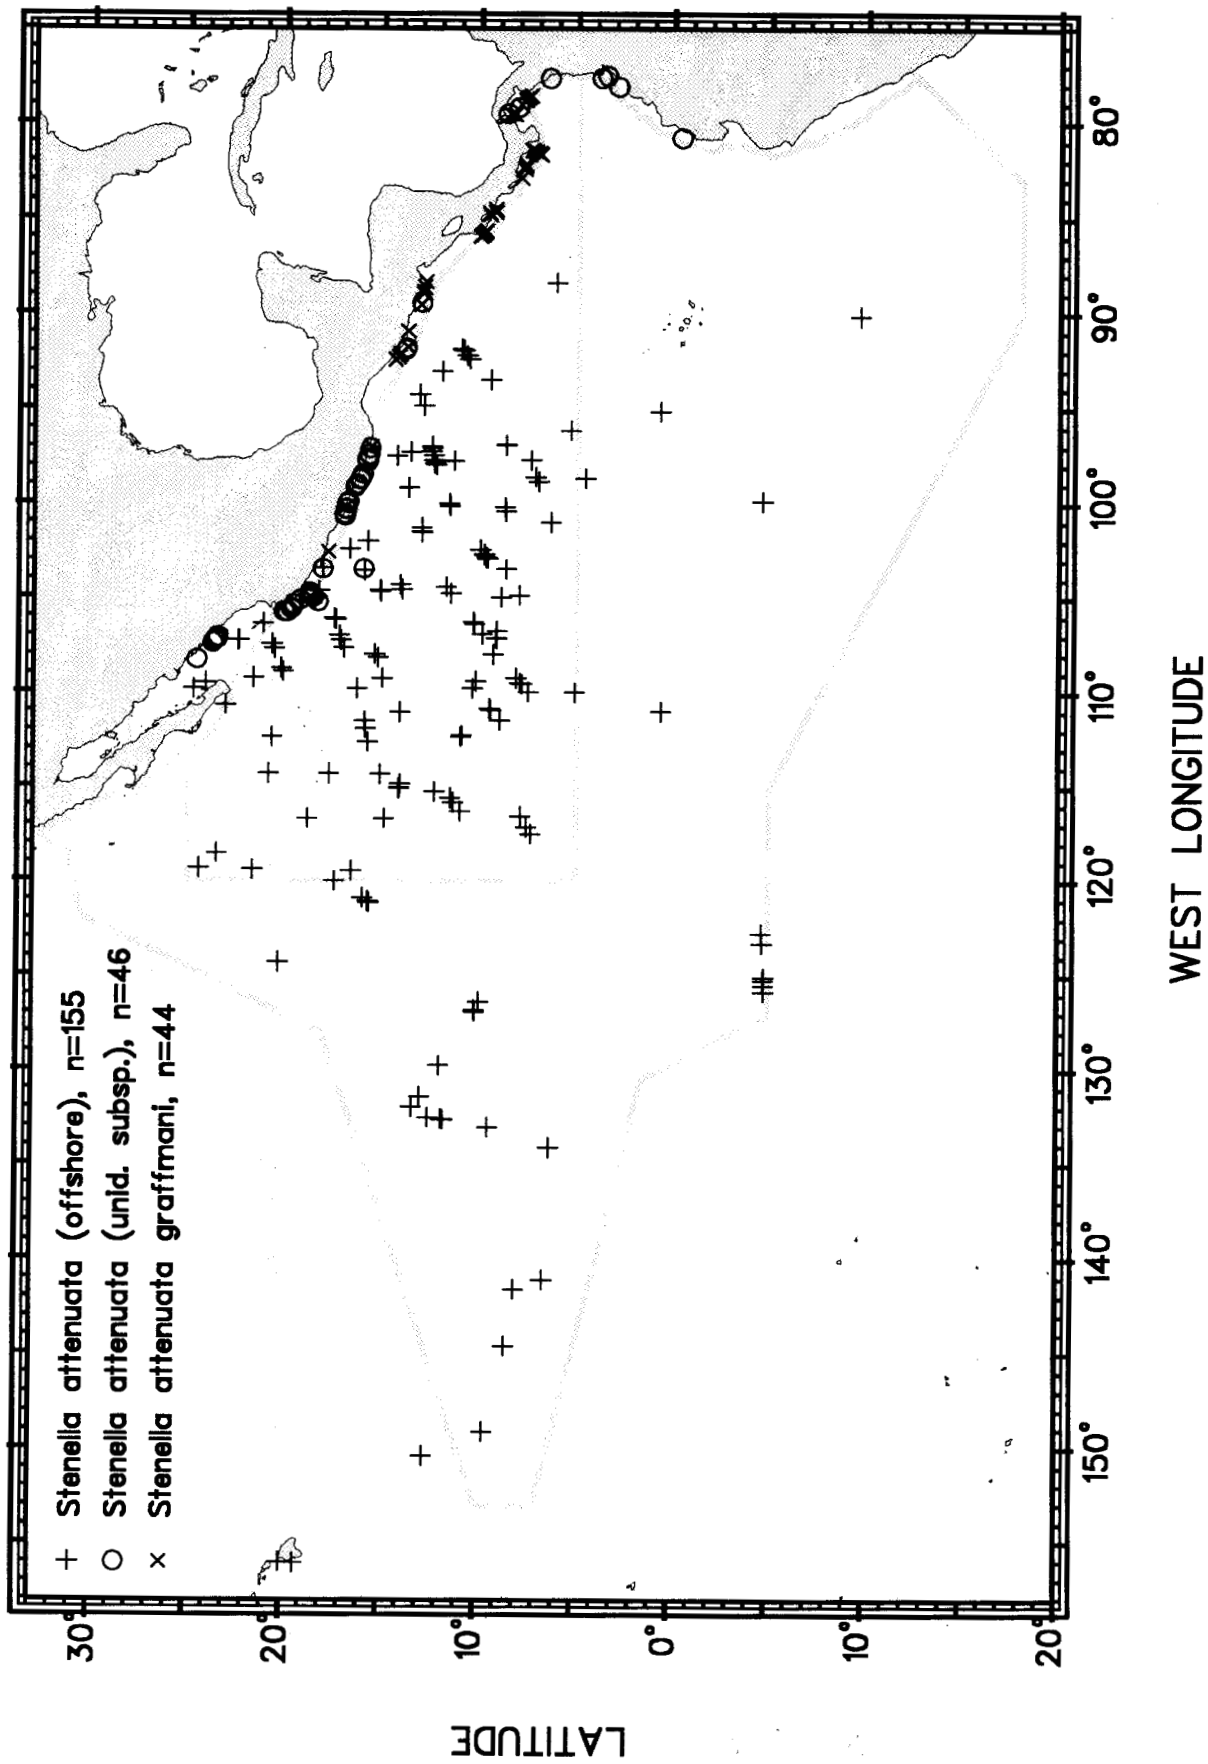 + Stenella attenuata (offshore), n=155
○ Stenella attenuata (unid. subsp.), n=46
× Stenella attenuata graffmani, n=44
30°
20°
10°
0°
10°
20°
LATITUDE
150°
140°
130°
120°
110°
100°
90°
80°
WEST LONGITUDE